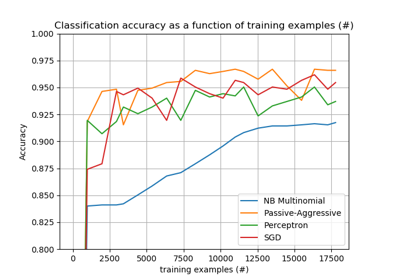 Classification accuracy as a function of training examples (#)
1.000
0.975
0.950
0.925
0.900
0.875
0.850
0.825
0.800
Accuracy
NB Multinomial
Passive-Aggressive
Perceptron
SGD
0 2500 5000 7500 10000 12500 15000 17500
training examples (#)